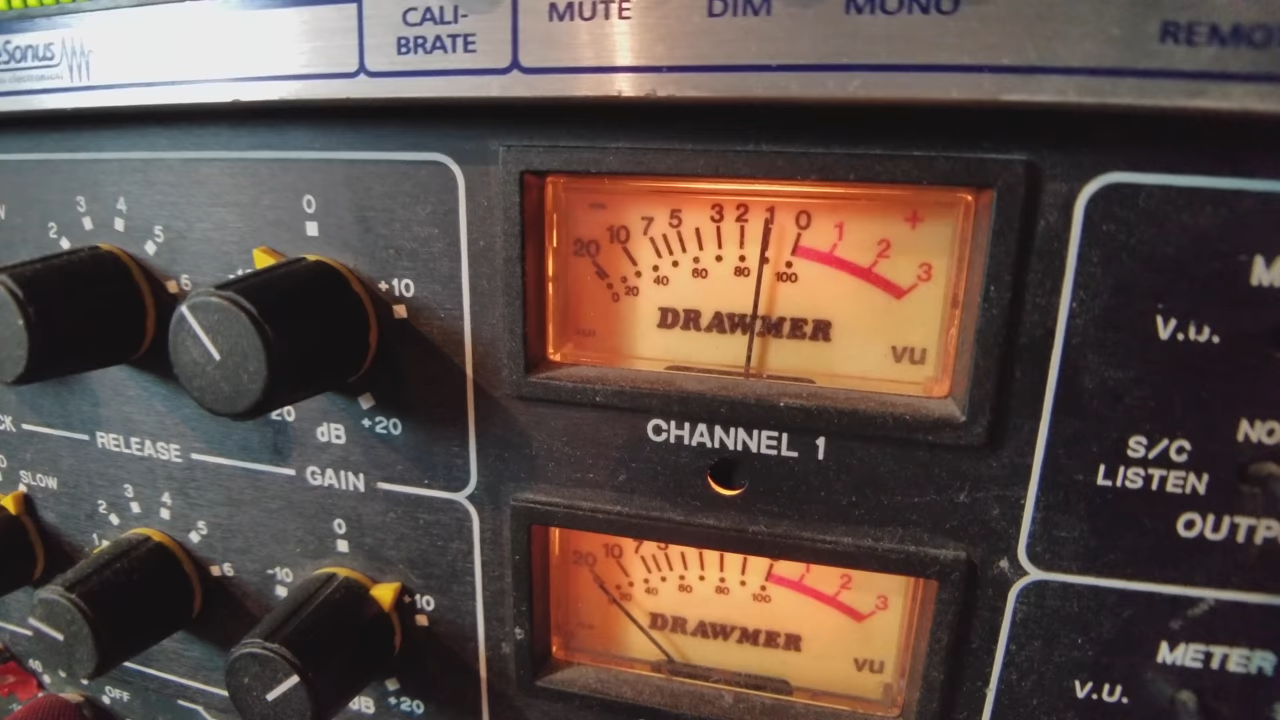 CALI-
BRATE
MUTE DIM MONO
Sonus
2 3 4 5 6
0
+10
+20
20
dB
RELEASE
GAIN
20 10 7 5 3 2 1 0 1 2 3 +
0 20 40 60 80 100
DRAWMER
VU
CHANNEL 1
V.U.
S/C
LISTEN
SLOW
1 2 3 4 5 6
-10 0 +10
+20
40
OFF
20 10 7 2 3
20 40 60 80 100
DRAWMER
VU
METER
V.U.